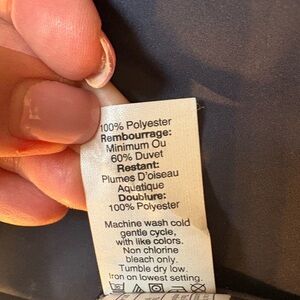 100% Polyester
Rembourrage:
Minimum Ou
60% Duvet
Restant:
Plumes D'oiseau
Aquatique
Doublure:
100% Polyester
Machine wash cold
gentle cycle,
with like colors.
Non chlorine
bleach only.
Tumble dry low.
Iron on lowest setting.